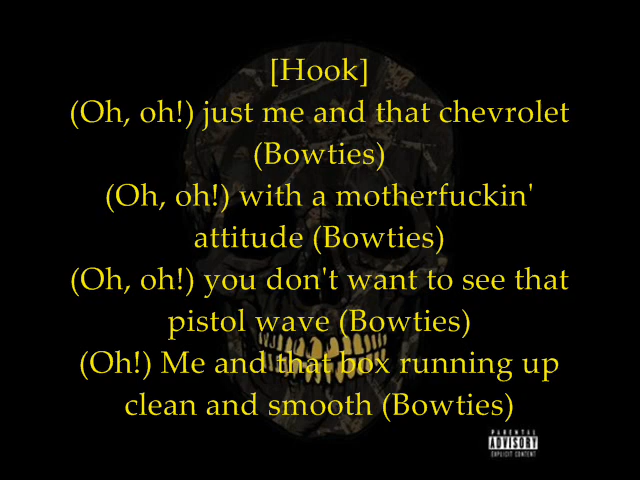 [Hook]
(Oh, oh!) just me and that chevrolet
(Bowties)
(Oh, oh!) with a motherfuckin'
attitude (Bowties)
(Oh, oh!) you don't want to see that
pistol wave (Bowties)
(Oh!) Me and that box running up
clean and smooth (Bowties)
PARENTAL
ADVISORY
EXPLICIT CONTENT